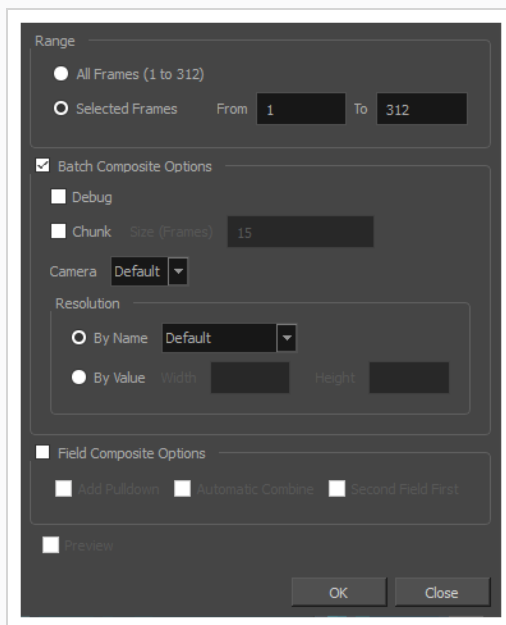 Range
All Frames (1 to 312)
Selected Frames From 1 To 312
Batch Composite Options
Debug
Chunk Size (Frames) 15
Camera Default
Resolution
By Name Default
By Value Width Height
Field Composite Options
Add Pulldown Automatic Combine Second Field First
Preview
OK Close